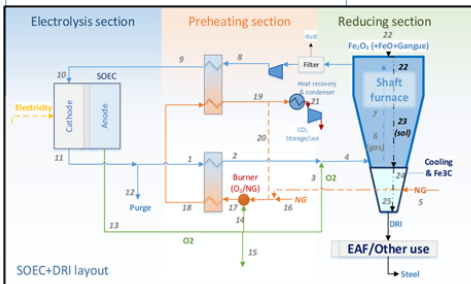 Electrolysis section
Preheating section
Reducing section
22
Fe₂O₃ (+FeO+Gangue)
dust
9
8
Filter
22
10
SOEC
Shaft
furnace
Heat recovery
& condenser
19
21
Electricity
Cathode
Anode
CO₂
Storage/use
7
6
(gas)
23
(sol)
20
11
1
2
4
3
O2
Cooling
& Fe3C
24
12
Purge
Burner
(O₂/NG)
NG
5
25
18
17
16
NG
13
14
O2
DRI
15
EAF/Other use
SOEC+DRI layout
Steel